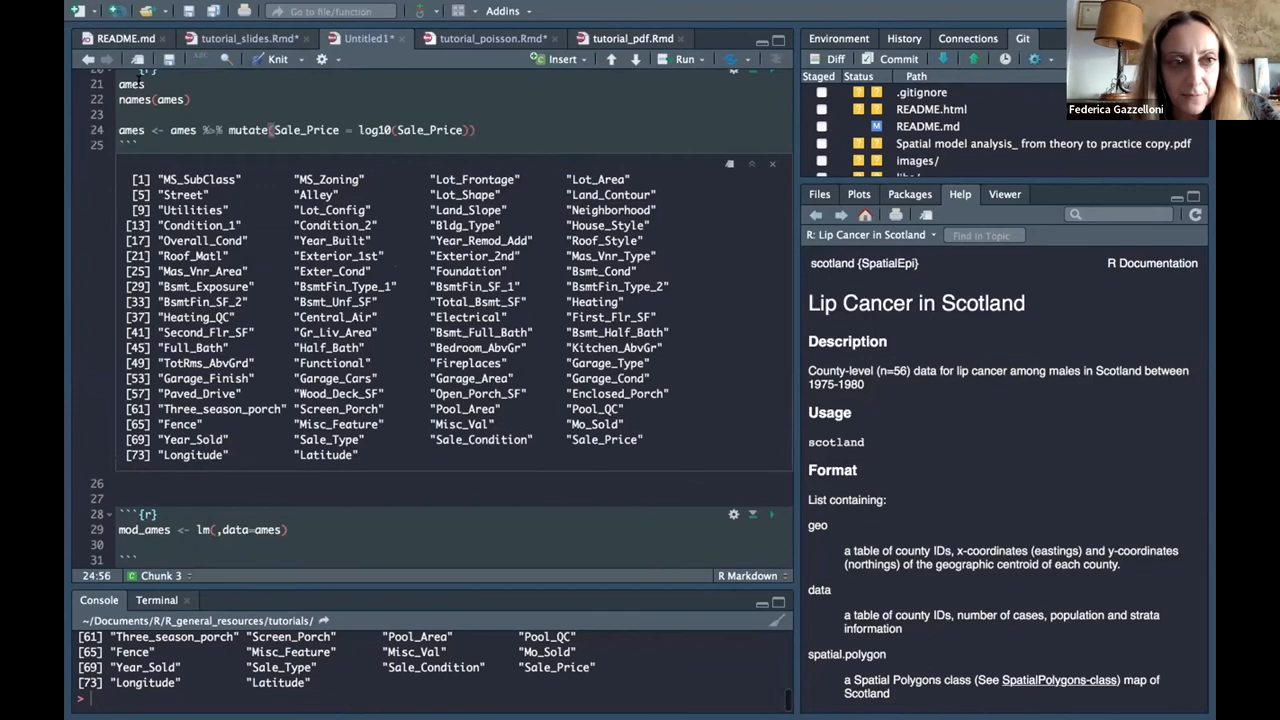 Go to file/function
Addins
README.md
tutorial_slides.Rmd*
Untitled1*
tutorial_poisson.Rmd*
tutorial_pdf.Rmd
Knit
Insert
Run
20 ```{r}
21 ames
22 names(ames)
23
24 ames <- ames %>% mutate(Sale_Price = log10(Sale_Price))
25 ```
[1] "MS_SubClass" "MS_Zoning" "Lot_Frontage" "Lot_Area"
[5] "Street" "Alley" "Lot_Shape" "Land_Contour"
[9] "Utilities" "Lot_Config" "Land_Slope" "Neighborhood"
[13] "Condition_1" "Condition_2" "Bldg_Type" "House_Style"
[17] "Overall_Cond" "Year_Built" "Year_Remod_Add" "Roof_Style"
[21] "Roof_Matl" "Exterior_1st" "Exterior_2nd" "Mas_Vnr_Type"
[25] "Mas_Vnr_Area" "Exter_Cond" "Foundation" "Bsmt_Cond"
[29] "Bsmt_Exposure" "BsmtFin_Type_1" "BsmtFin_SF_1" "BsmtFin_Type_2"
[33] "BsmtFin_SF_2" "Bsmt_Unf_SF" "Total_Bsmt_SF" "Heating"
[37] "Heating_QC" "Central_Air" "Electrical" "First_Flr_SF"
[41] "Second_Flr_SF" "Gr_Liv_Area" "Bsmt_Full_Bath" "Bsmt_Half_Bath"
[45] "Full_Bath" "Half_Bath" "Bedroom_AbvGr" "Kitchen_AbvGr"
[49] "TotRms_AbvGrd" "Functional" "Fireplaces" "Garage_Type"
[53] "Garage_Finish" "Garage_Cars" "Garage_Area" "Garage_Cond"
[57] "Paved_Drive" "Wood_Deck_SF" "Open_Porch_SF" "Enclosed_Porch"
[61] "Three_season_porch" "Screen_Porch" "Pool_Area" "Pool_QC"
[65] "Fence" "Misc_Feature" "Misc_Val" "Mo_Sold"
[69] "Year_Sold" "Sale_Type" "Sale_Condition" "Sale_Price"
[73] "Longitude" "Latitude"
26
27
28 ```{r}
29 mod_ames <- lm(,data=ames)
30
31 ```
24:56 Chunk 3 R Markdown
Console Terminal
~/Documents/R/R_general_resources/tutorials/
[61] "Three_season_porch" "Screen_Porch" "Pool_Area" "Pool_QC"
[65] "Fence" "Misc_Feature" "Misc_Val" "Mo_Sold"
[69] "Year_Sold" "Sale_Type" "Sale_Condition" "Sale_Price"
[73] "Longitude" "Latitude"
>
Environment History Connections Git
Diff Commit
Staged Status Path
.gitignore
README.html
M README.md
Spatial model analysis_ from theory to practice copy.pdf
images/
Federica Gazzelloni
Files Plots Packages Help Viewer
R: Lip Cancer in Scotland Find in Topic
scotland {SpatialEpi} R Documentation
Lip Cancer in Scotland
Description
County-level (n=56) data for lip cancer among males in Scotland between
1975-1980
Usage
scotland
Format
List containing:
geo
a table of county IDs, x-coordinates (eastings) and y-coordinates
(northings) of the geographic centroid of each county.
data
a table of county IDs, number of cases, population and strata
information
spatial.polygon
a Spatial Polygons class (See SpatialPolygons-class) map of
Scotland